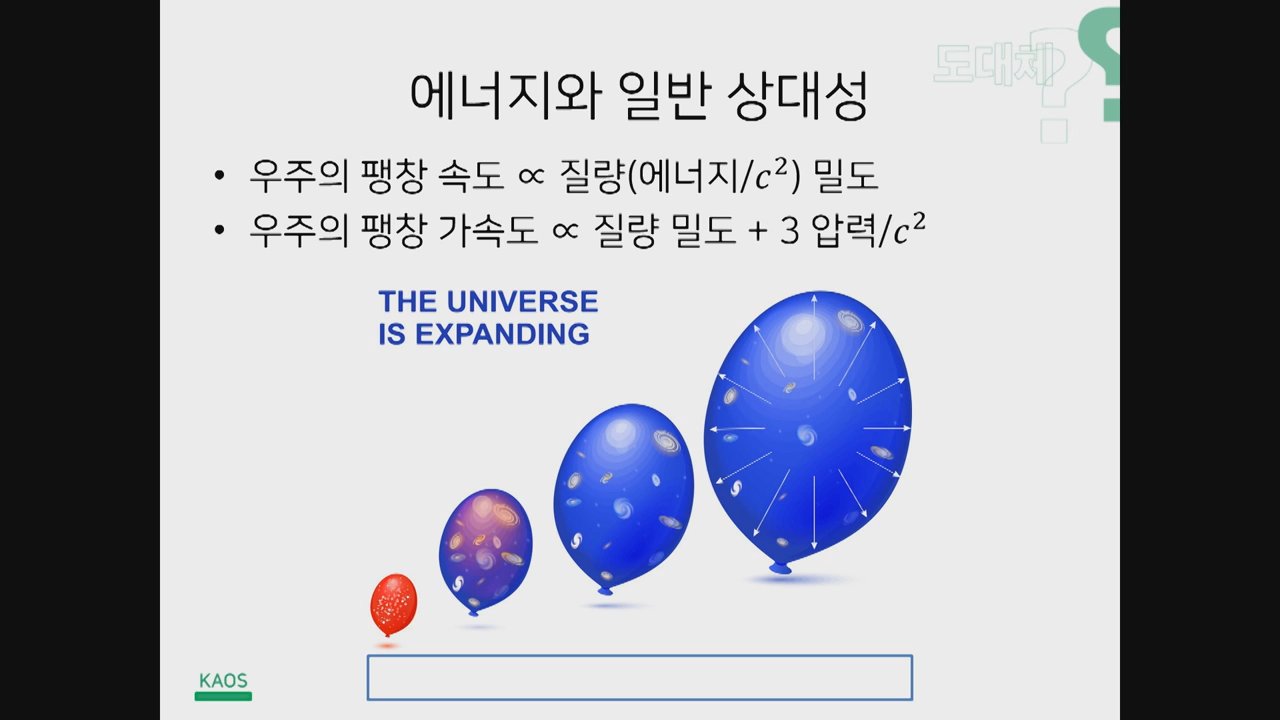 도대체?
에너지와 일반 상대성
• 우주의 팽창 속도 ∝ 질량(에너지/c²) 밀도
• 우주의 팽창 가속도 ∝ 질량 밀도 + 3 압력/c²
THE UNIVERSE
IS EXPANDING
KAOS